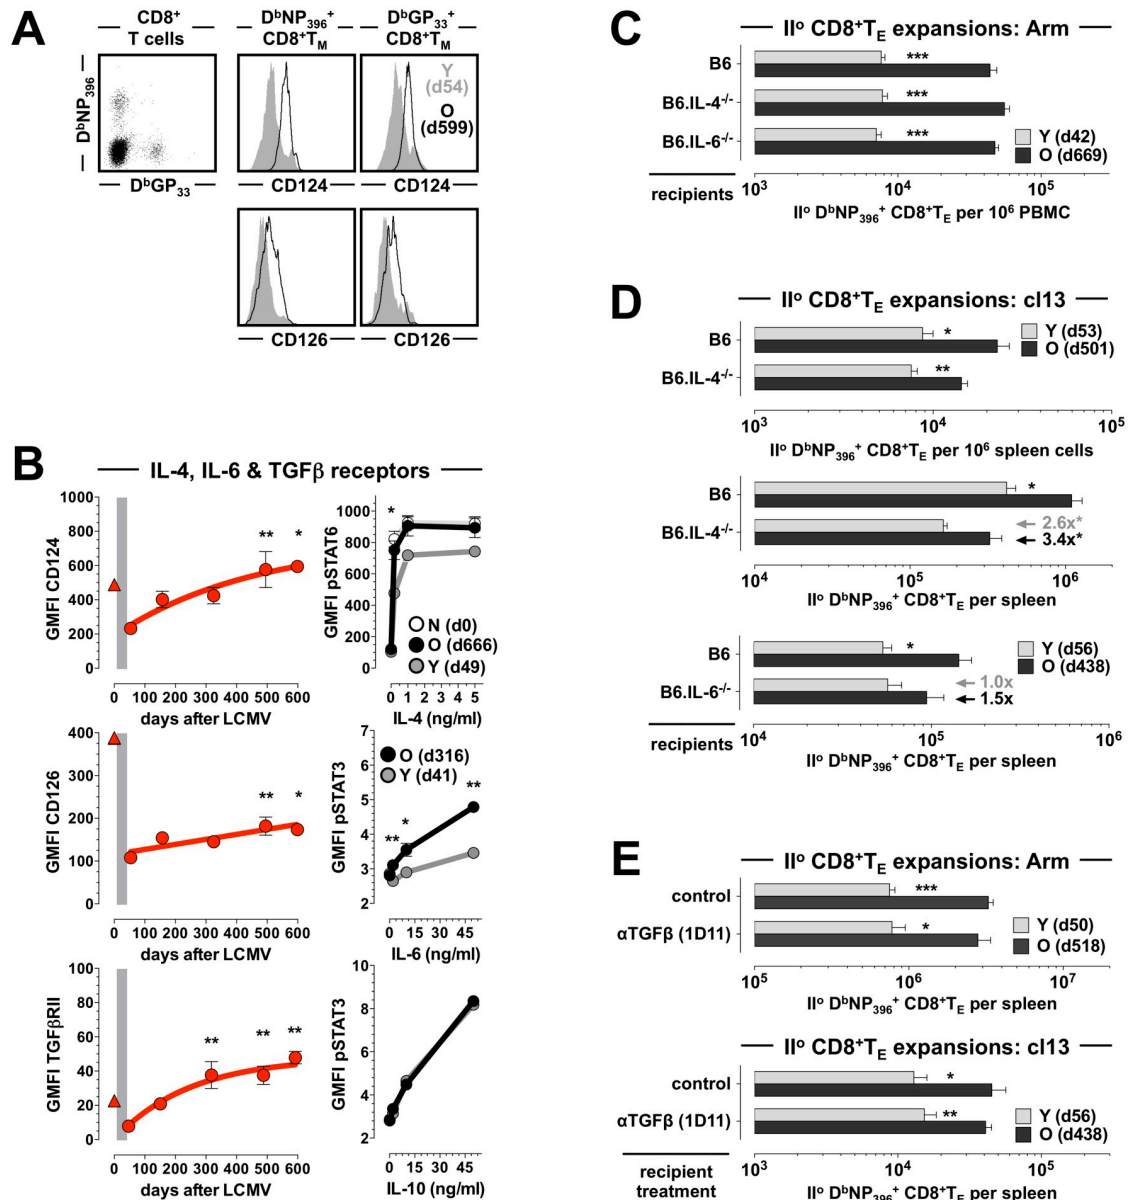 A
CD8⁺
T cells
DᵇNP₃₉₆⁺
CD8⁺T_M
DᵇGP₃₃⁺
CD8⁺T_M
DᵇNP₃₉₆
Y
(d54)
O
(d599)
DᵇGP₃₃
CD124
CD124
CD126
CD126
B
IL-4, IL-6 & TGFβ receptors
GMFI CD124
1000
800
600
400
200
0
** *
0 100 200 300 400 500 600
days after LCMV
GMFI pSTAT6
1000
800
600
400
200
0
*
N (d0)
O (d666)
Y (d49)
0 1 2 3 4 5
IL-4 (ng/ml)
GMFI CD126
400
300
200
100
0
** *
0 100 200 300 400 500 600
days after LCMV
GMFI pSTAT3
7
6
5
4
3
2
O (d316)
Y (d41)
** * **
0 15 30 45
IL-6 (ng/ml)
GMFI TGFβRII
100
80
60
40
20
0
** ** **
0 100 200 300 400 500 600
days after LCMV
GMFI pSTAT3
10
8
6
4
2
0 15 30 45
IL-10 (ng/ml)
C
IIº CD8⁺T_E expansions: Arm
B6 ***
B6.IL-4⁻/⁻ ***
B6.IL-6⁻/⁻ ***
Y (d42)
O (d669)
recipients
10³ 10⁴ 10⁵
IIº DᵇNP₃₉₆⁺ CD8⁺T_E per 10⁶ PBMC
D
IIº CD8⁺T_E expansions: cl13
B6 *
B6.IL-4⁻/⁻ **
Y (d53)
O (d501)
10³ 10⁴ 10⁵
IIº DᵇNP₃₉₆⁺ CD8⁺T_E per 10⁶ spleen cells
B6 *
B6.IL-4⁻/⁻
2.6x*
3.4x*
10⁴ 10⁵ 10⁶
IIº DᵇNP₃₉₆⁺ CD8⁺T_E per spleen
B6 *
B6.IL-6⁻/⁻
Y (d56)
O (d438)
1.0x
1.5x
recipients
10⁴ 10⁵ 10⁶
IIº DᵇNP₃₉₆⁺ CD8⁺T_E per spleen
E
IIº CD8⁺T_E expansions: Arm
control ***
αTGFβ (1D11) *
Y (d50)
O (d518)
10⁵ 10⁶ 10⁷
IIº DᵇNP₃₉₆⁺ CD8⁺T_E per spleen
IIº CD8⁺T_E expansions: cl13
control *
αTGFβ (1D11) **
Y (d56)
O (d438)
recipient
treatment
10³ 10⁴ 10⁵
IIº DᵇNP₃₉₆⁺ CD8⁺T_E per spleen